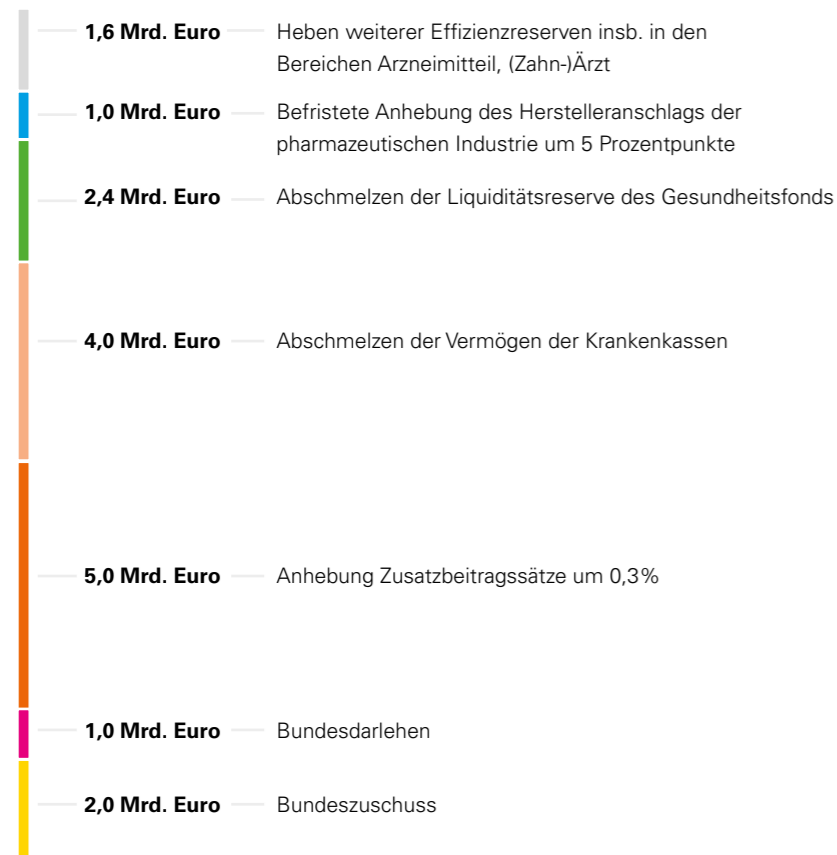 1,6 Mrd. Euro Heben weiterer Effizienzreserven insb. in den
Bereichen Arzneimitteil, (Zahn-)Ärzt
1,0 Mrd. Euro Befristete Anhebung des Herstelleranschlags der
pharmazeutischen Industrie um 5 Prozentpunkte
2,4 Mrd. Euro Abschmelzen der Liquiditätsreserve des Gesundheitsfonds
4,0 Mrd. Euro Abschmelzen der Vermögen der Krankenkassen
5,0 Mrd. Euro Anhebung Zusatzbeitragssätze um 0,3%
1,0 Mrd. Euro Bundesdarlehen
2,0 Mrd. Euro Bundeszuschuss